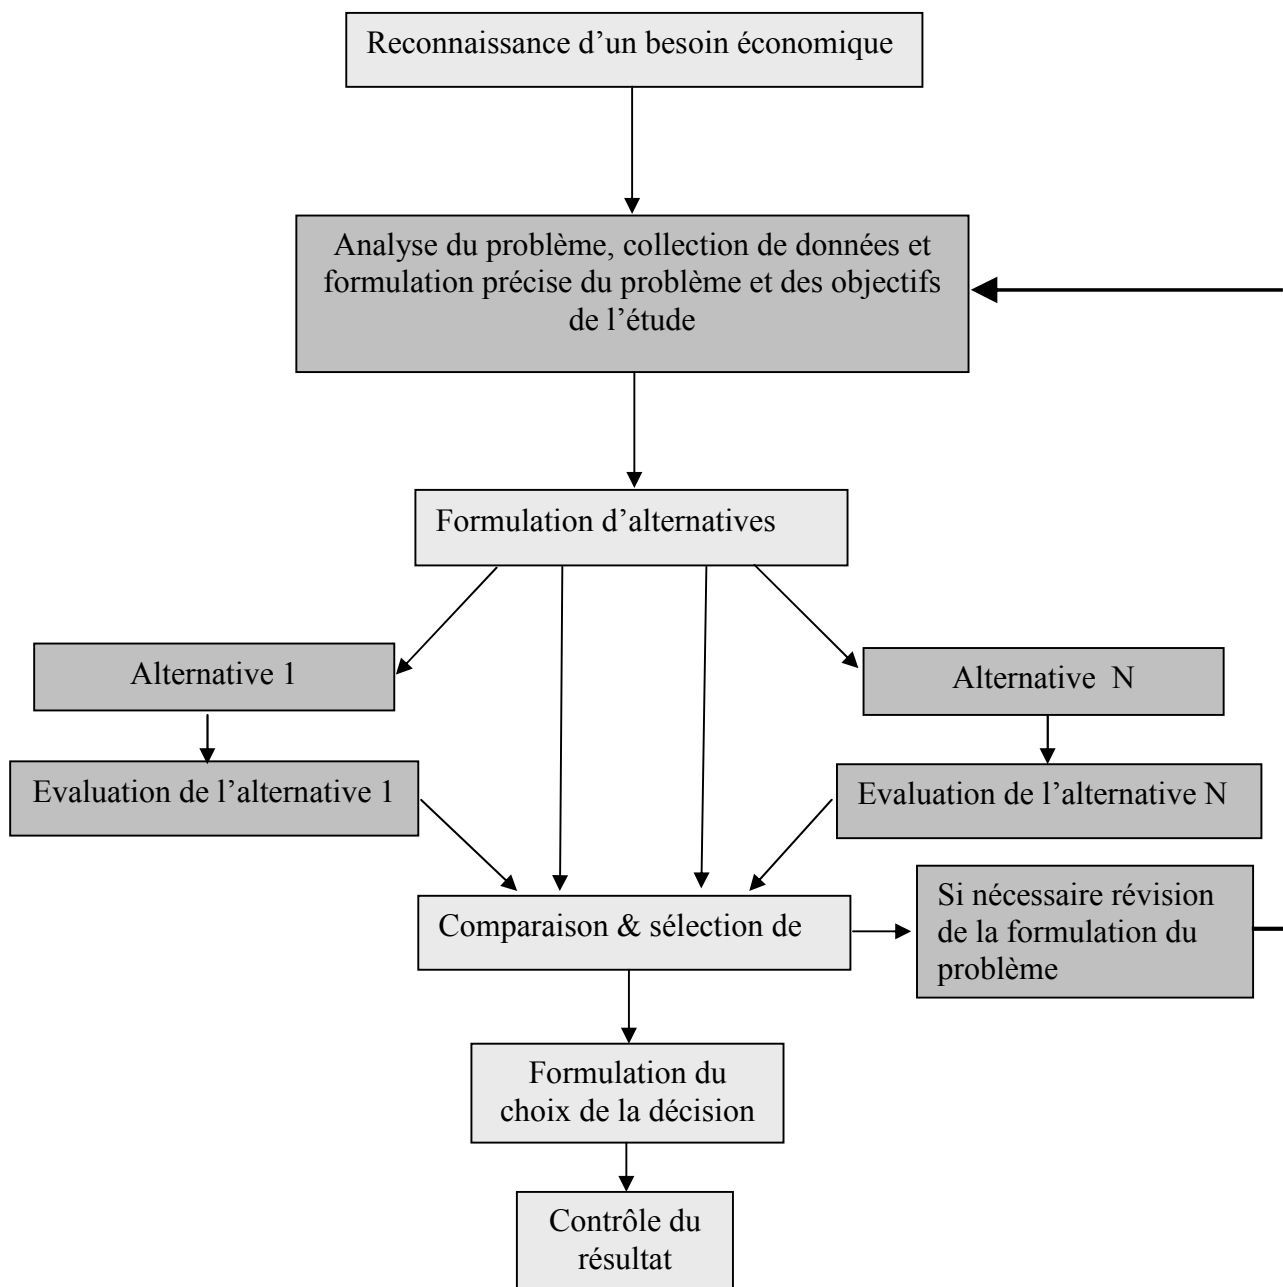 Reconnaissance d’un besoin économique
Analyse du problème, collection de données et
formulation précise du problème et des objectifs
de l’étude
Formulation d’alternatives
Alternative 1
Alternative  N
Evaluation de l’alternative 1
Evaluation de l’alternative N
Comparaison & sélection de
Si nécessaire révision
de la formulation du
problème
Formulation du
choix de la décision
Contrôle du
résultat